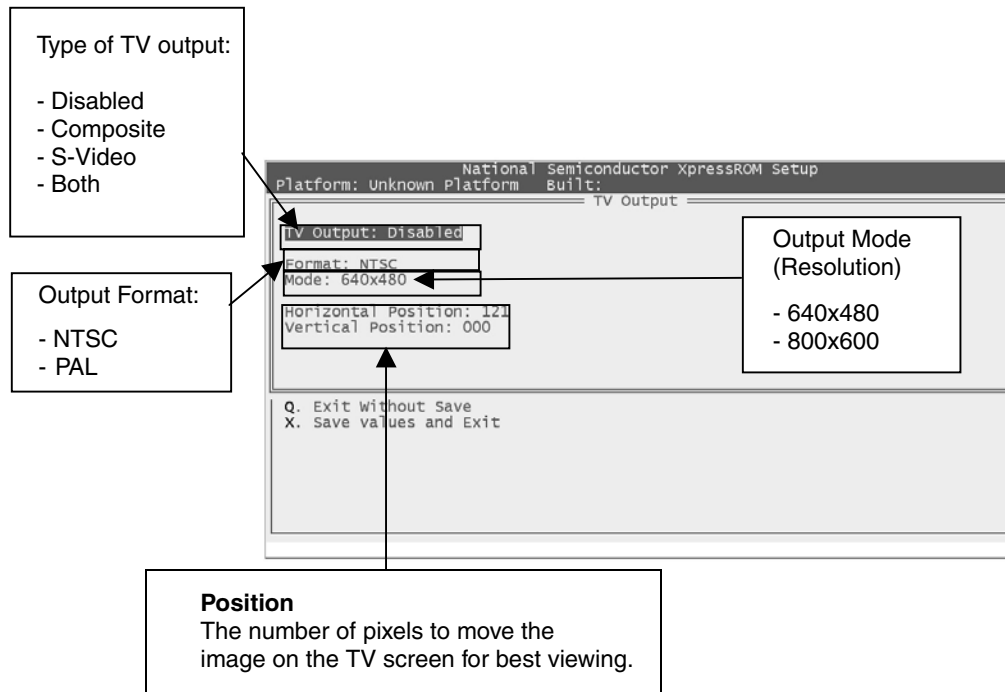 Type of TV output:
- Disabled
- Composite
- S-Video
- Both
Output Format:
- NTSC
- PAL
National Semiconductor XpressROM Setup
Platform: Unknown Platform Built:
TV Output
TV Output: Disabled
Format: NTSC
Mode: 640x480
Horizontal Position: 121
Vertical Position: 000
Q. Exit Without Save
X. Save values and Exit
Output Mode
(Resolution)
- 640x480
- 800x600
Position
The number of pixels to move the
image on the TV screen for best viewing.